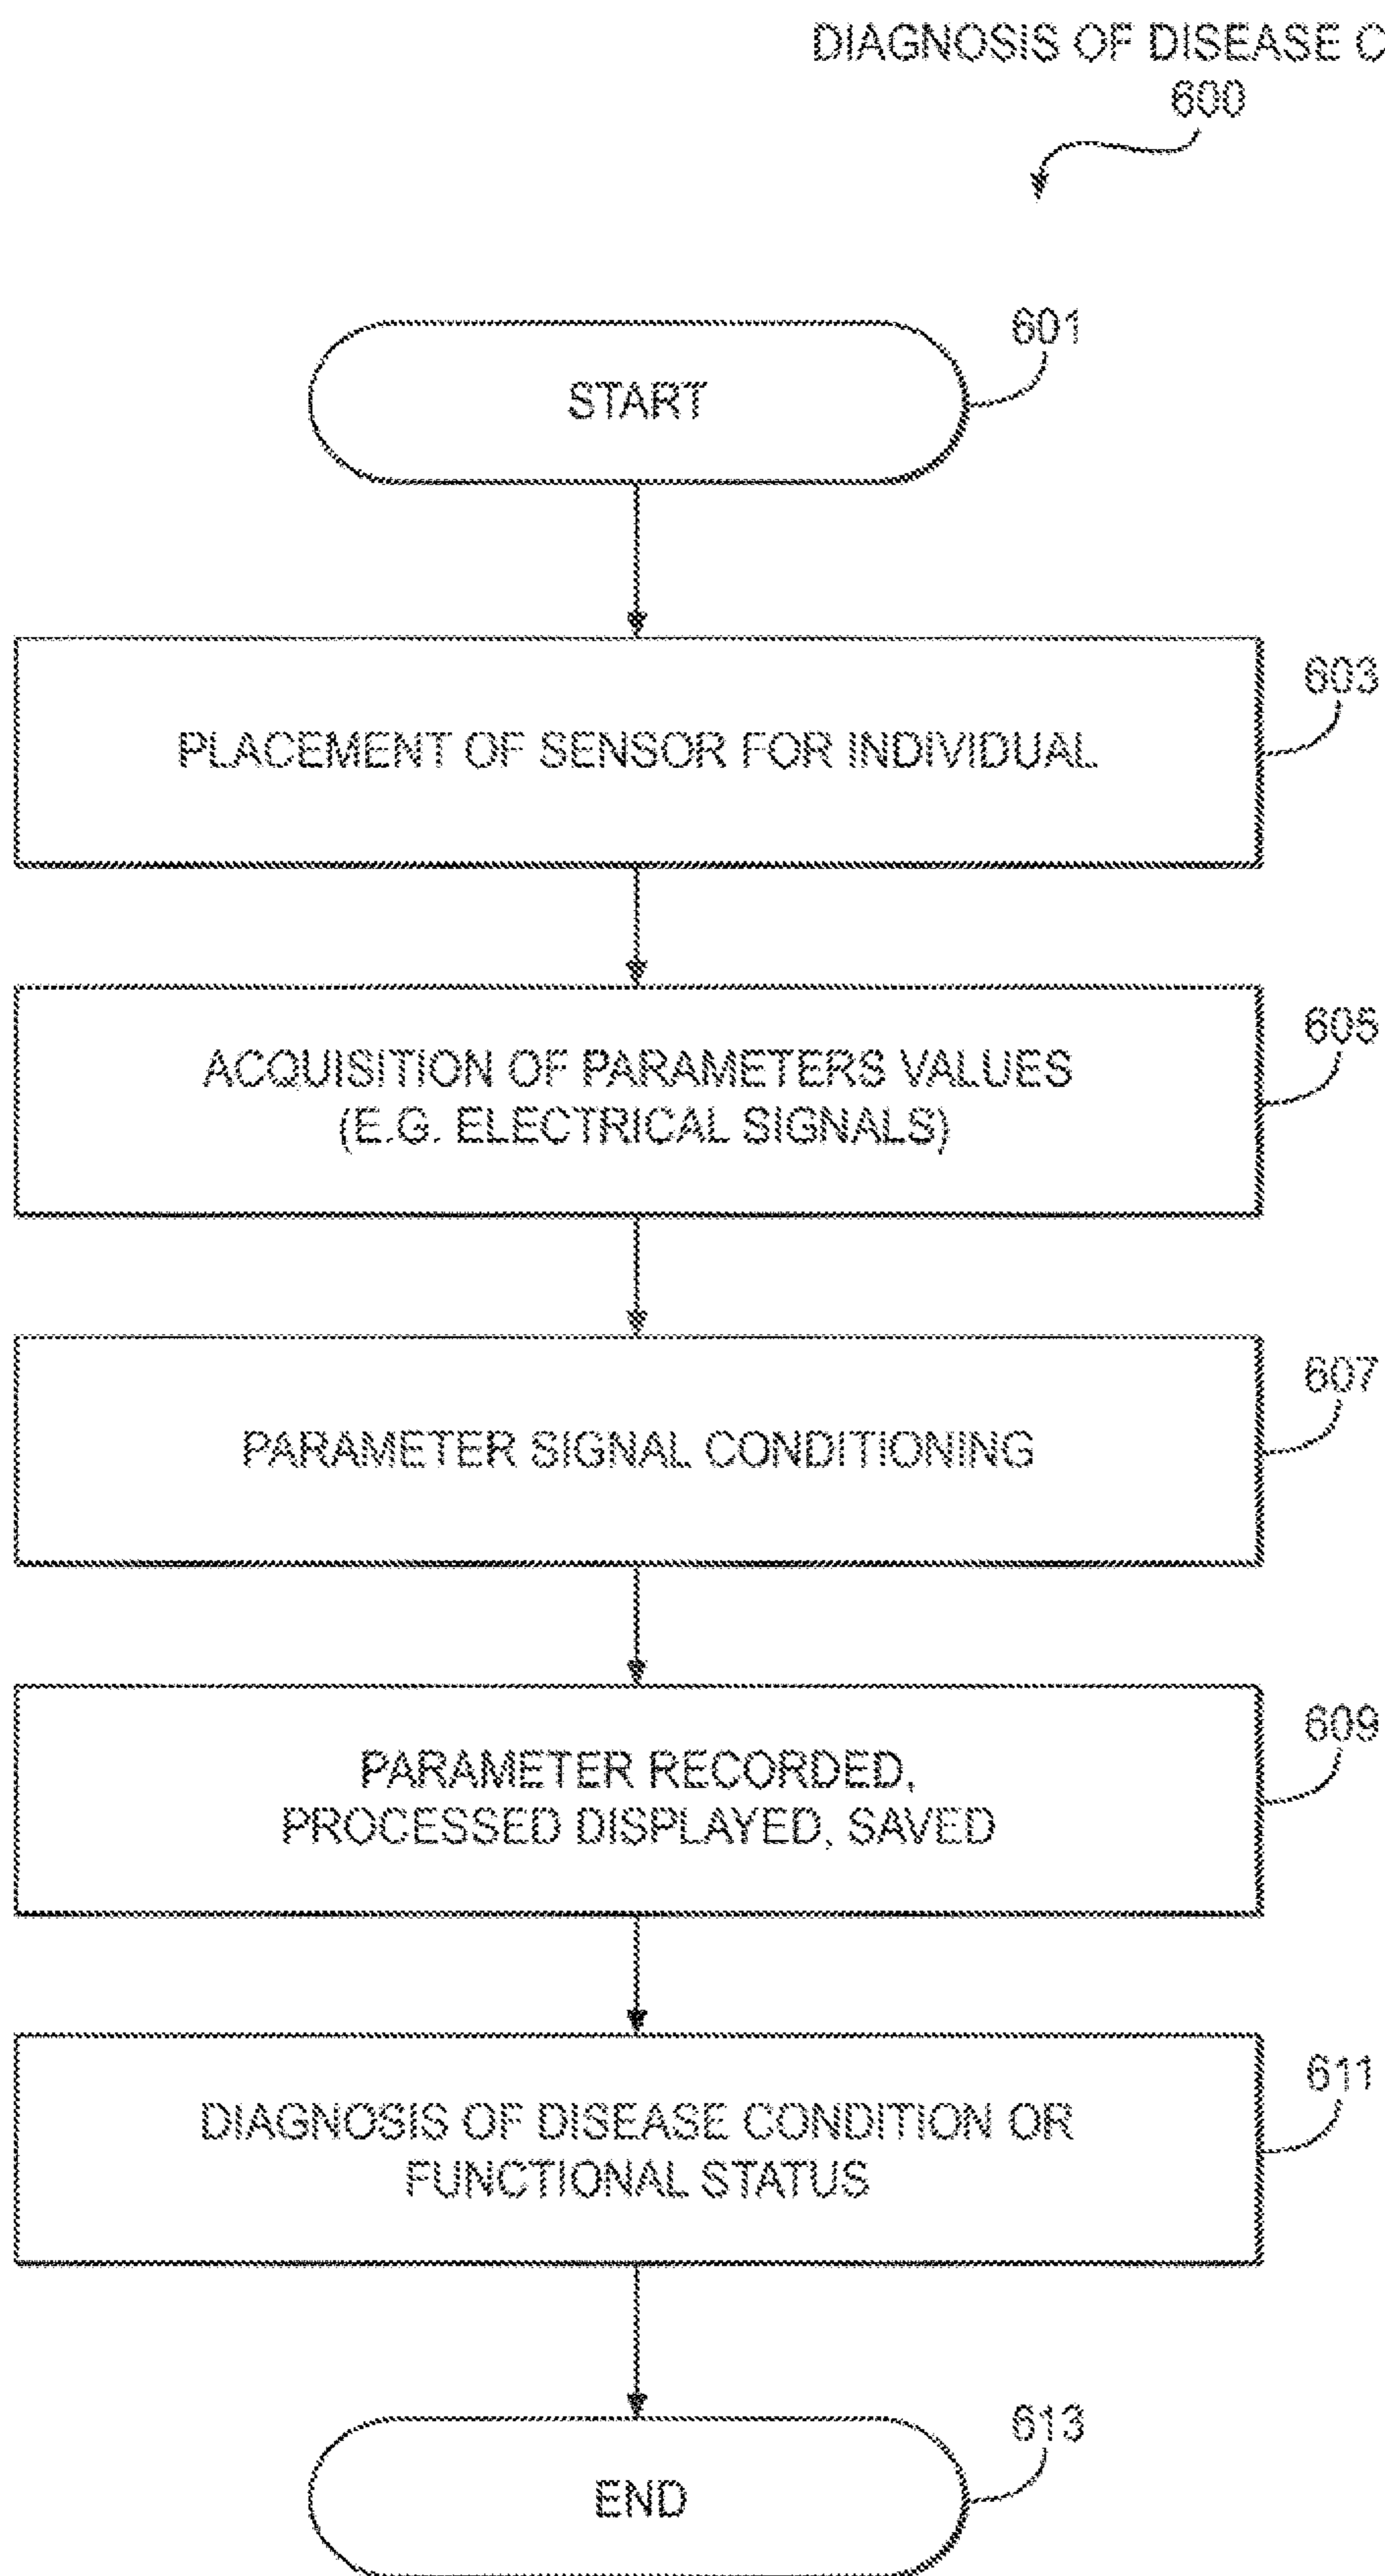 DIAGNOSIS OF DISEASE C
600
601
START
603
PLACEMENT OF SENSOR FOR INDIVIDUAL
605
ACQUISITION OF PARAMETERS VALUES
(E.G. ELECTRICAL SIGNALS)
607
PARAMETER SIGNAL CONDITIONING
609
PARAMETER RECORDED,
PROCESSED DISPLAYED, SAVED
611
DIAGNOSIS OF DISEASE CONDITION OR
FUNCTIONAL STATUS
613
END